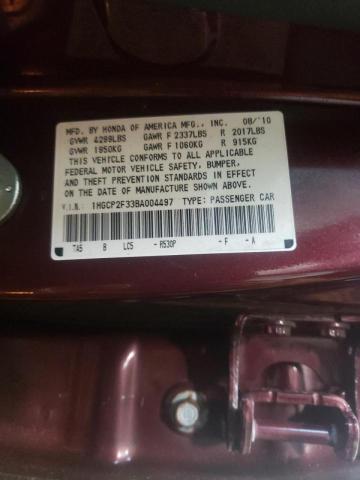 MFD. BY HONDA OF AMERICA MFG., INC. 08/'10
GVWR 4299LBS GAWR F 2337LBS R 2017LBS
GVWR 1950KG GAWR F 1060KG R 915KG
THIS VEHICLE CONFORMS TO ALL APPLICABLE
FEDERAL MOTOR VEHICLE SAFETY, BUMPER,
AND THEFT PREVENTION STANDARDS IN EFFECT
ON THE DATE OF MANUFACTURE SHOWN ABOVE.
V.I.N. 1HGCP2F33BA004497 TYPE: PASSENGER CAR
TA5 B LC5 - R530P - F - A